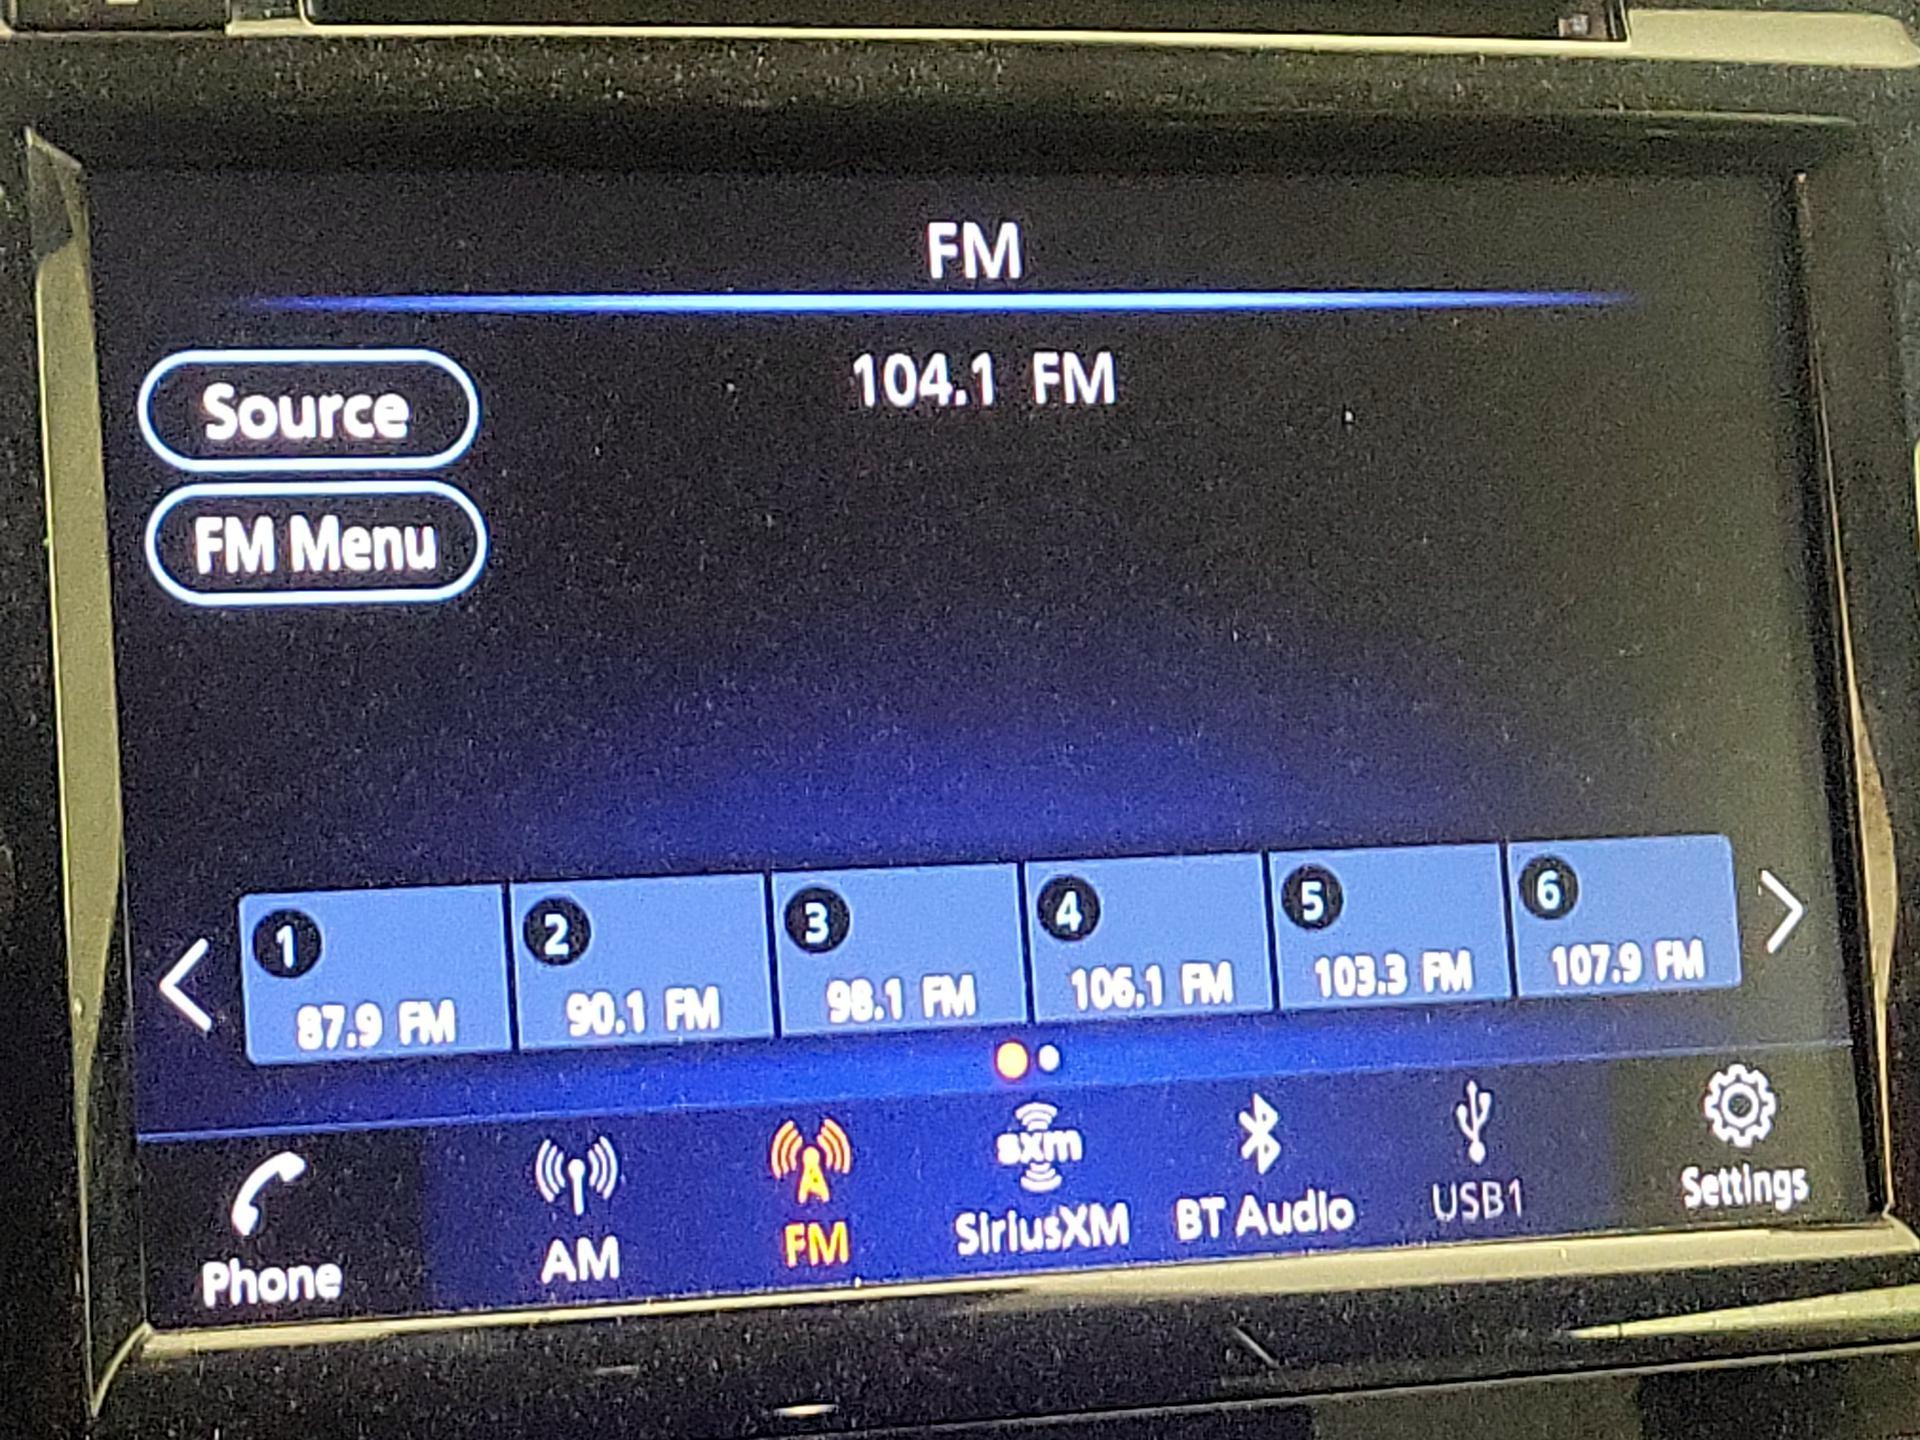 FM
104.1 FM
Source
FM Menu
1 2 3 4 5 6
87.9 FM 90.1 FM 98.1 FM 106.1 FM 103.3 FM 107.9 FM
sxm
Phone AM FM SiriusXM BT Audio USB1 Settings